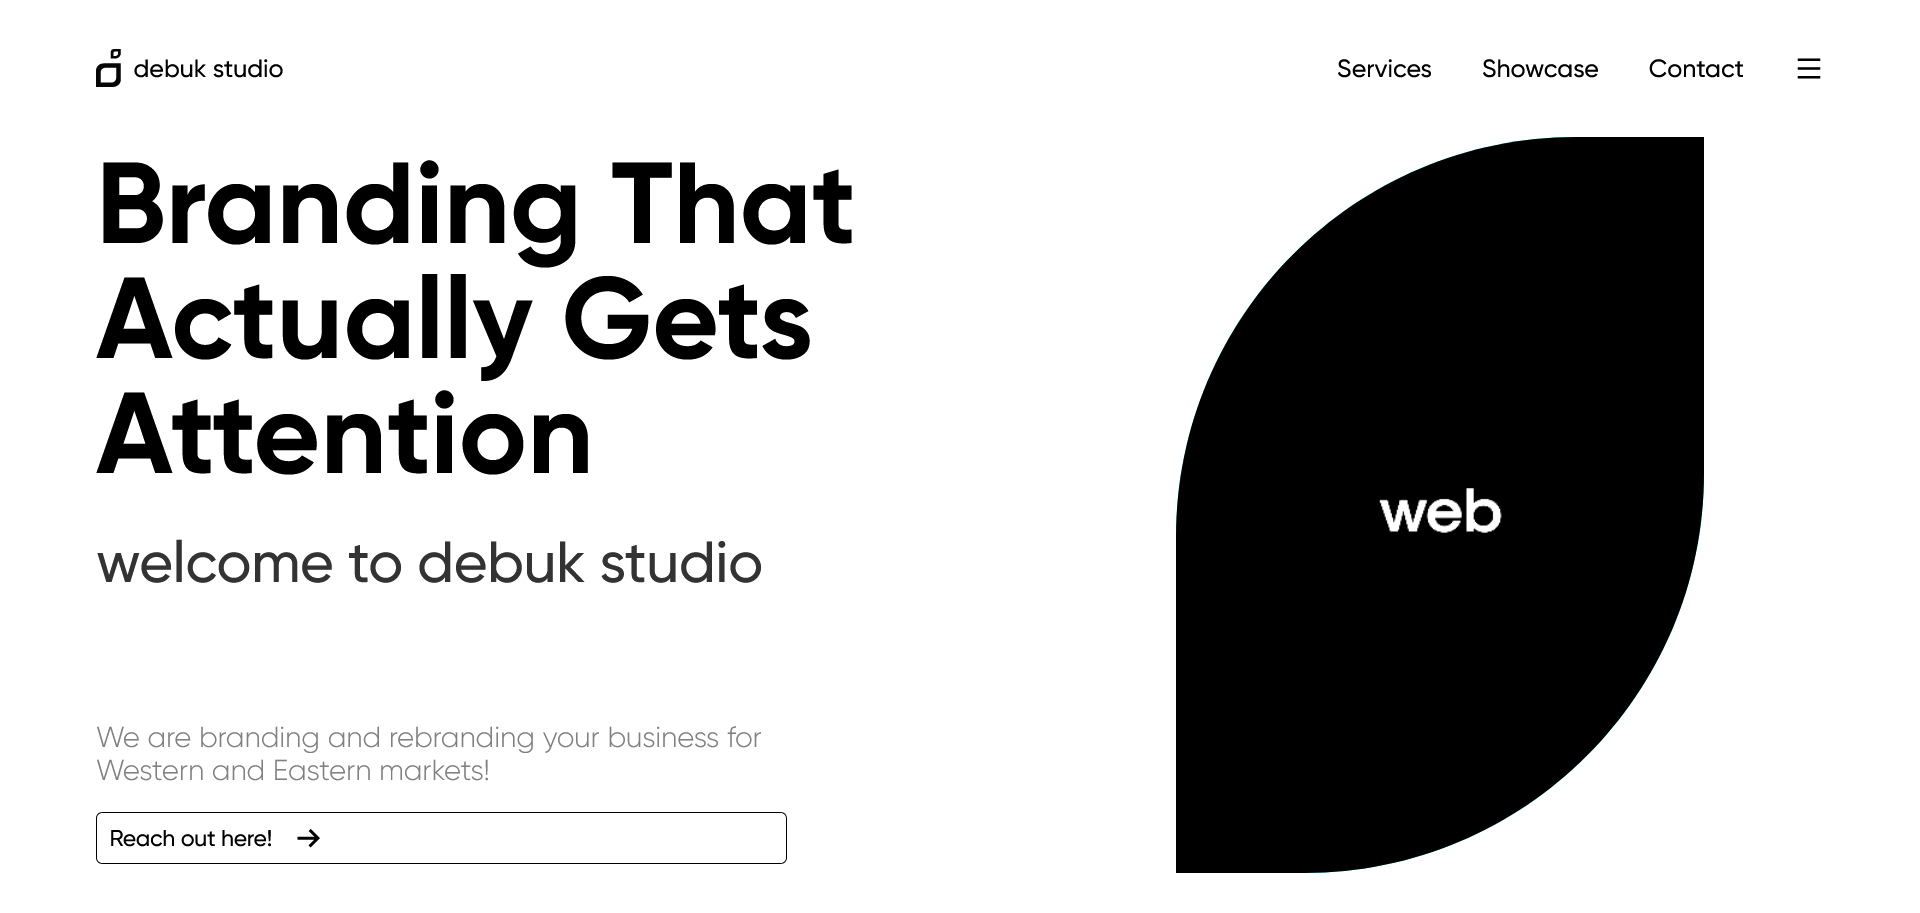 debuk studio
Services
Showcase
Contact
Branding That
Actually Gets
Attention
welcome to debuk studio
web
We are branding and rebranding your business for
Western and Eastern markets!
Reach out here!